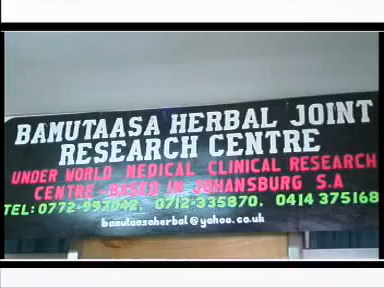 BAMUTAASA HERBAL JOINT
RESEARCH CENTRE
UNDER WORLD MEDICAL CLINICAL RESEARCH
CENTRE-BASED IN JOHANSBURG S.A
TEL: 0772-997042, 0712-335870, 0414 375168
bamutaasaherbal@yahoo.co.uk